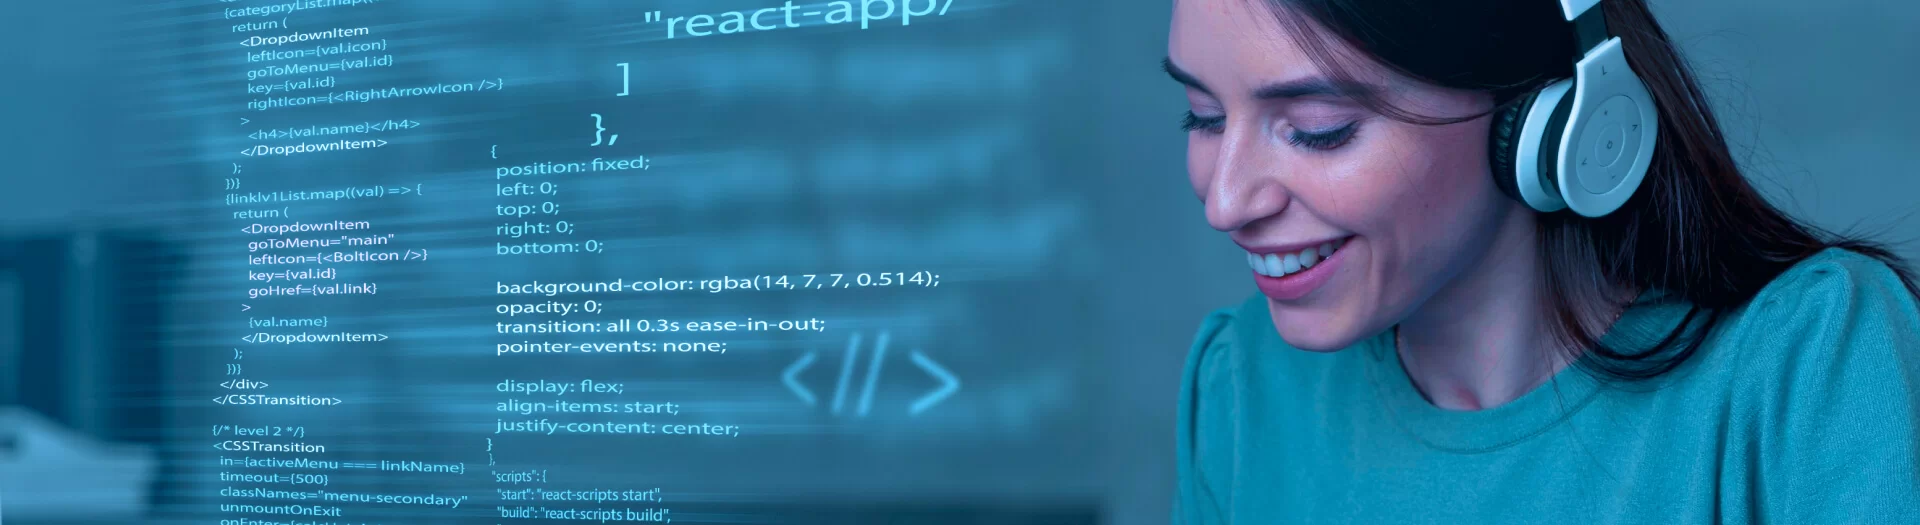 {categoryList.map((
return (
<DropdownItem
leftIcon={val.icon}
goToMenu={val.id}
key={val.id}
rightIcon={<RightArrowIcon />}
>
<h4>{val.name}</h4>
</DropdownItem>
);
})}
{linklv1List.map((val) => {
return (
<DropdownItem
goToMenu="main"
leftIcon={<BoltIcon />}
key={val.id}
goHref={val.link}
>
{val.name}
</DropdownItem>
);
})}
</div>
</CSSTransition>
{/* level 2 */}
<CSSTransition
in={activeMenu === linkName}
timeout={500}
classNames="menu-secondary"
unmountOnExit
"react-app/
]
},
{
position: fixed;
left: 0;
top: 0;
right: 0;
bottom: 0;
background-color: rgba(14, 7, 7, 0.514);
opacity: 0;
transition: all 0.3s ease-in-out;
pointer-events: none;
display: flex;
align-items: start;
justify-content: center;
}
},
"scripts": {
"start": "react-scripts start",
"build": "react-scripts build",
<//>
L